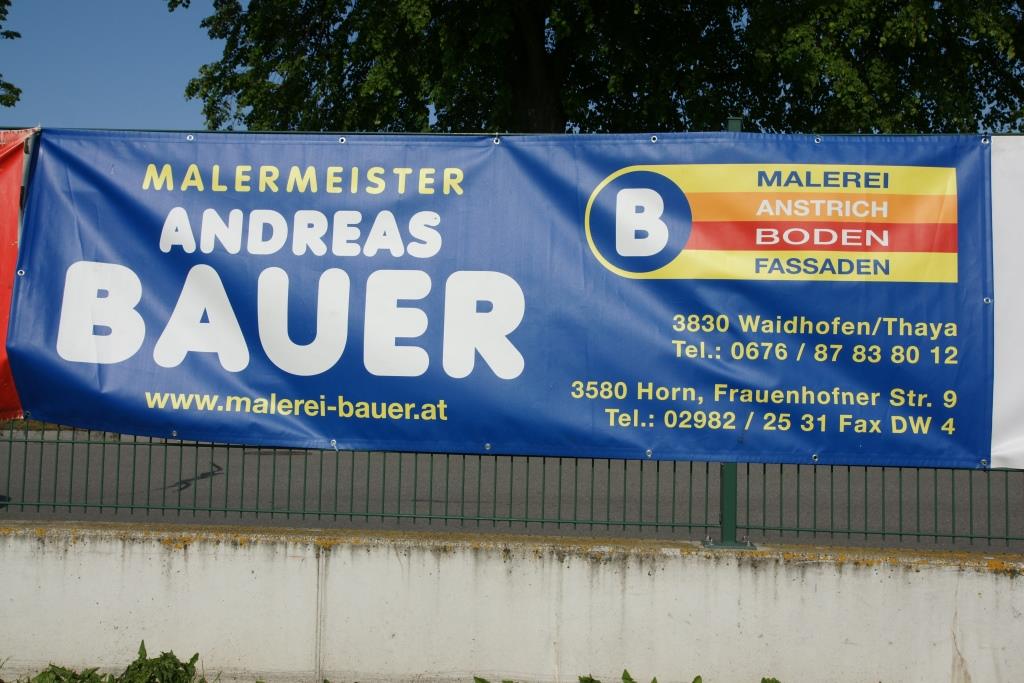 MALERMEISTER
ANDREAS
BAUER
www.malerei-bauer.at
B
MALEREI
ANSTRICH
BODEN
FASSADEN
3830 Waidhofen/Thaya
Tel.: 0676 / 87 83 80 12
3580 Horn, Frauenhofner Str. 9
Tel.: 02982 / 25 31 Fax DW 4